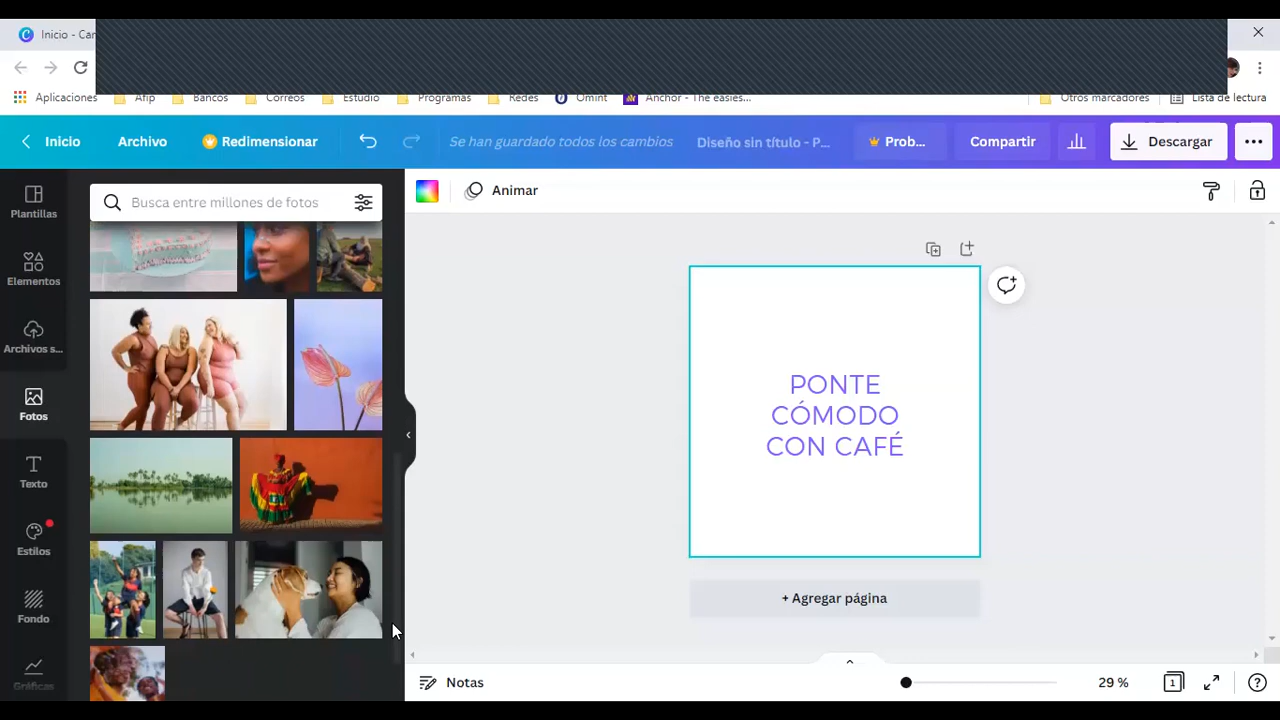 Inicio - Can
Aplicaciones Afip Bancos Correos Estudio Programas Redes Omint Anchor - The easies... Otros marcadores Lista de lectura
Inicio Archivo Redimensionar Se han guardado todos los cambios Diseño sin título - P... Prob... Compartir Descargar
Plantillas
Elementos
Archivos s...
Fotos
Texto
Estilos
Fondo
Gráficas
Busca entre millones de fotos
Animar
PONTE
CÓMODO
CON CAFÉ
+ Agregar página
Notas 29 % 1